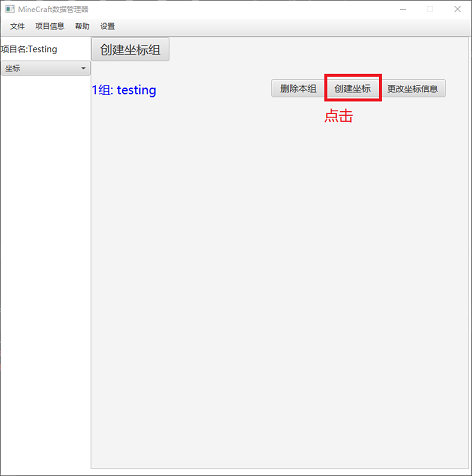 MineCraft数据管理器
文件 项目信息 帮助 设置
项目名:Testing
创建坐标组
坐标
1组: testing
删除本组 创建坐标 更改坐标信息
点击